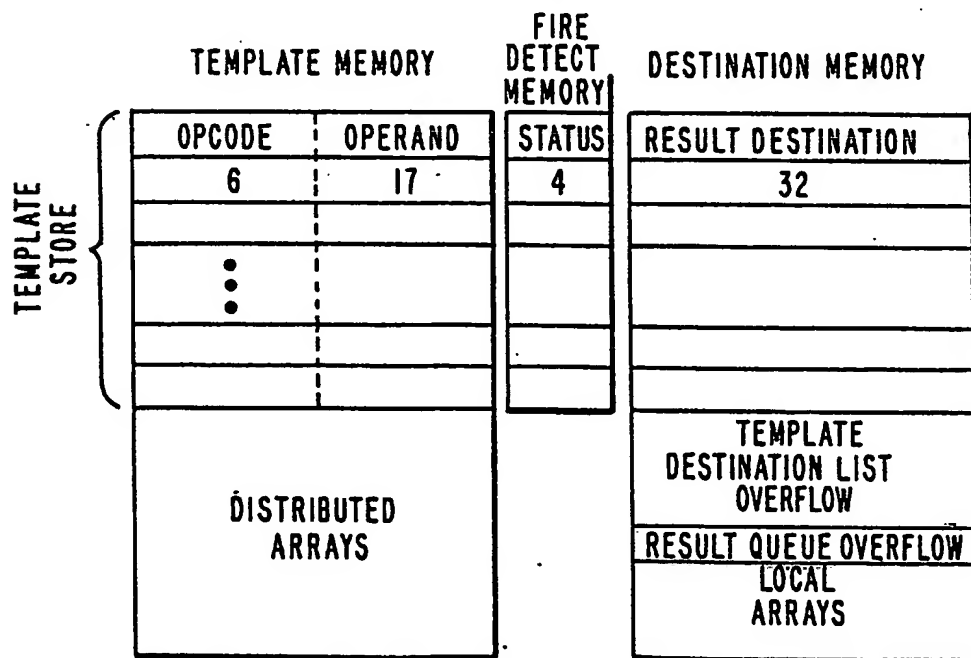 TEMPLATE MEMORY
FIRE
DETECT
MEMORY
DESTINATION MEMORY
TEMPLATE
STORE
OPCODE OPERAND STATUS RESULT DESTINATION
6 17 4 32
DISTRIBUTED
ARRAYS
TEMPLATE
DESTINATION LIST
OVERFLOW
RESULT QUEUE OVERFLOW
LOCAL
ARRAYS